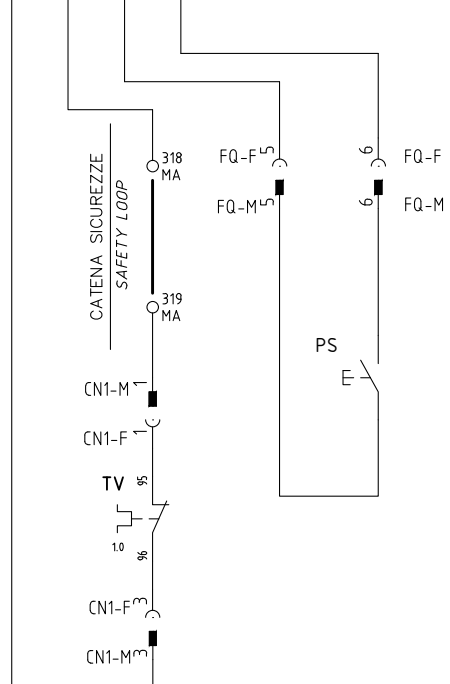 CATENA SICUREZZE
SAFETY LOOP
318
MA
319
MA
FQ-F 5
FQ-M 5
6 FQ-F
6 FQ-M
PS
CN1-M 1
CN1-F 1
TV 95
1.0
96
CN1-F 3
CN1-M 3